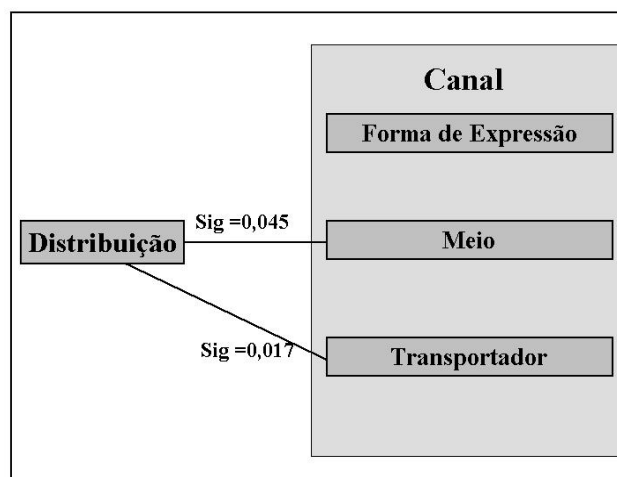 Canal
Forma de Expressão
Sig =0,045
Distribuição
Meio
Sig =0,017
Transportador